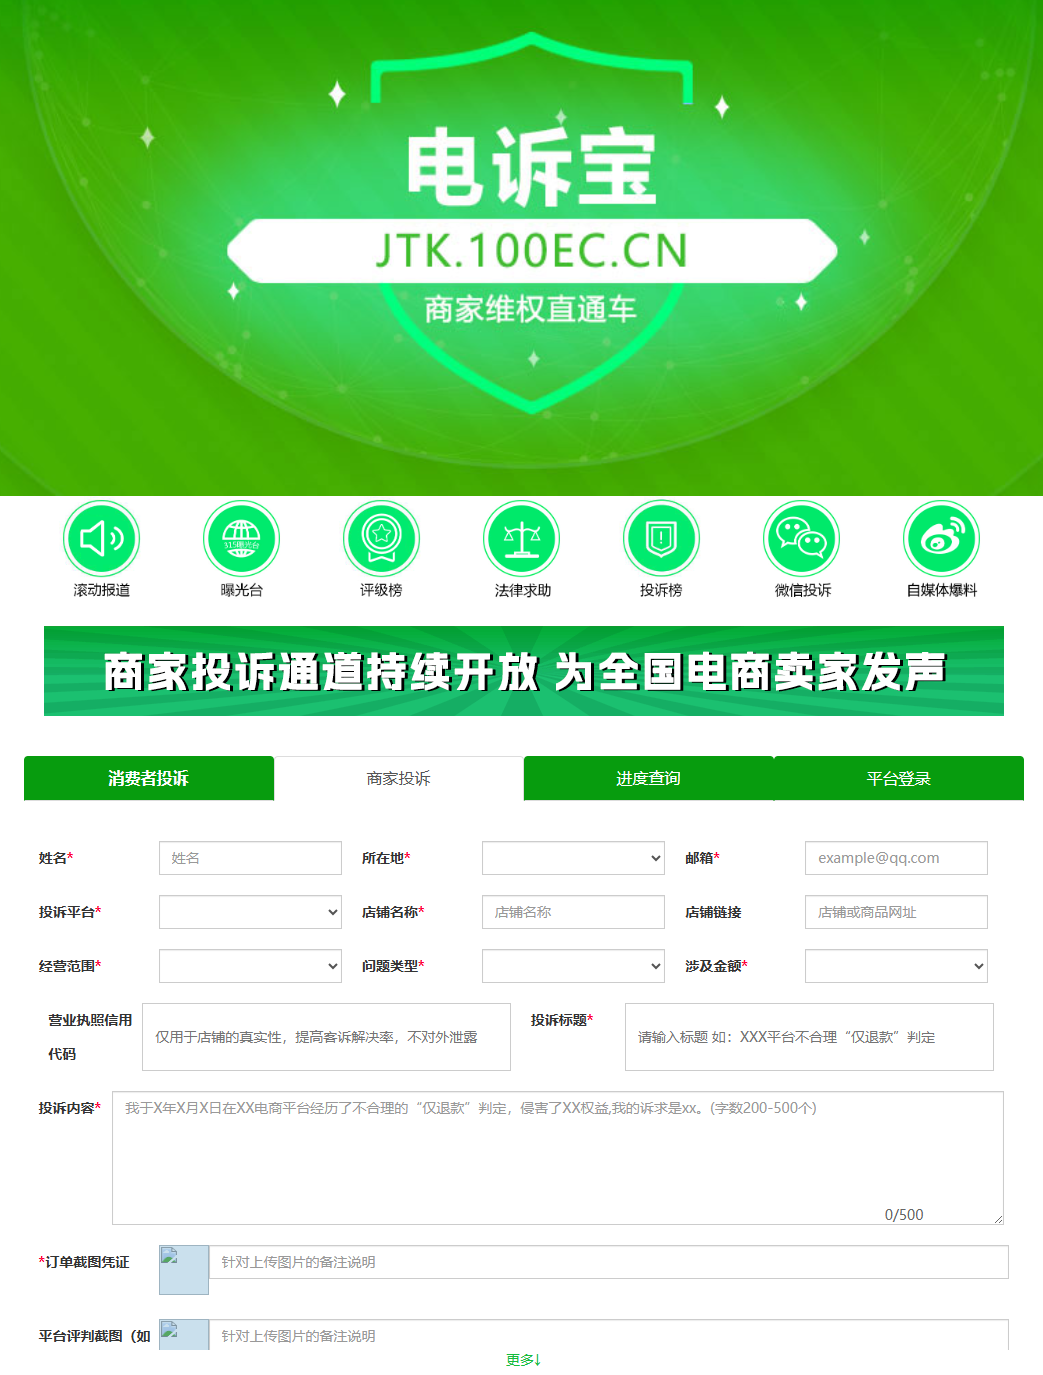 电诉宝
JTK.100EC.CN
商家维权直通车
315曝光台
滚动报道 曝光台 评级榜 法律求助 投诉榜 微信投诉 自媒体爆料
商家投诉通道持续开放 为全国电商卖家发声
消费者投诉 商家投诉 进度查询 平台登录
姓名* 姓名 所在地* 邮箱* example@qq.com
投诉平台* 店铺名称* 店铺名称 店铺链接 店铺或商品网址
经营范围* 问题类型* 涉及金额*
营业执照信用代码 仅用于店铺的真实性，提高客诉解决率，不对外泄露 投诉标题* 请输入标题 如：XXX平台不合理“仅退款”判定
投诉内容* 我于X年X月X日在XX电商平台经历了不合理的“仅退款”判定，侵害了XX权益,我的诉求是xx。(字数200-500个)
0/500
*订单截图凭证 针对上传图片的备注说明
平台评判截图（如 针对上传图片的备注说明
更多↓